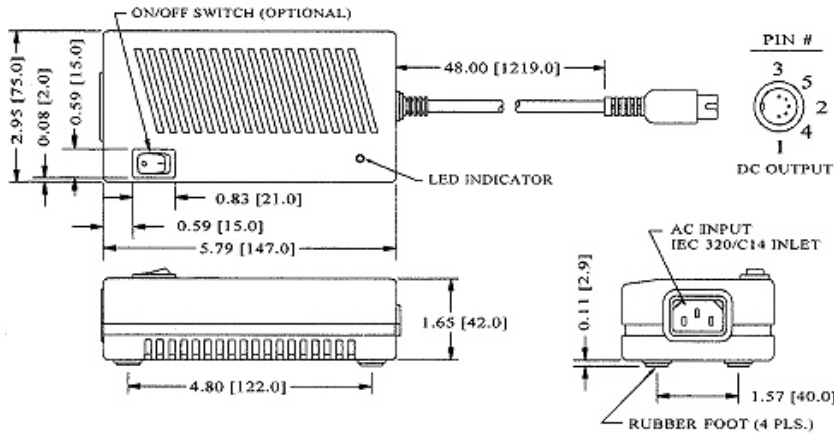 ON/OFF SWITCH (OPTIONAL)
2.95 [75.0]
0.08 [2.0]
0.59 [15.0]
48.00 [1219.0]
PIN #
3
5
2
4
1
DC OUTPUT
LED INDICATOR
0.83 [21.0]
0.59 [15.0]
5.79 [147.0]
AC INPUT
IEC 320/C14 INLET
1.65 [42.0]
0.11 [2.9]
4.80 [122.0]
1.57 [40.0]
RUBBER FOOT (4 PLS.)